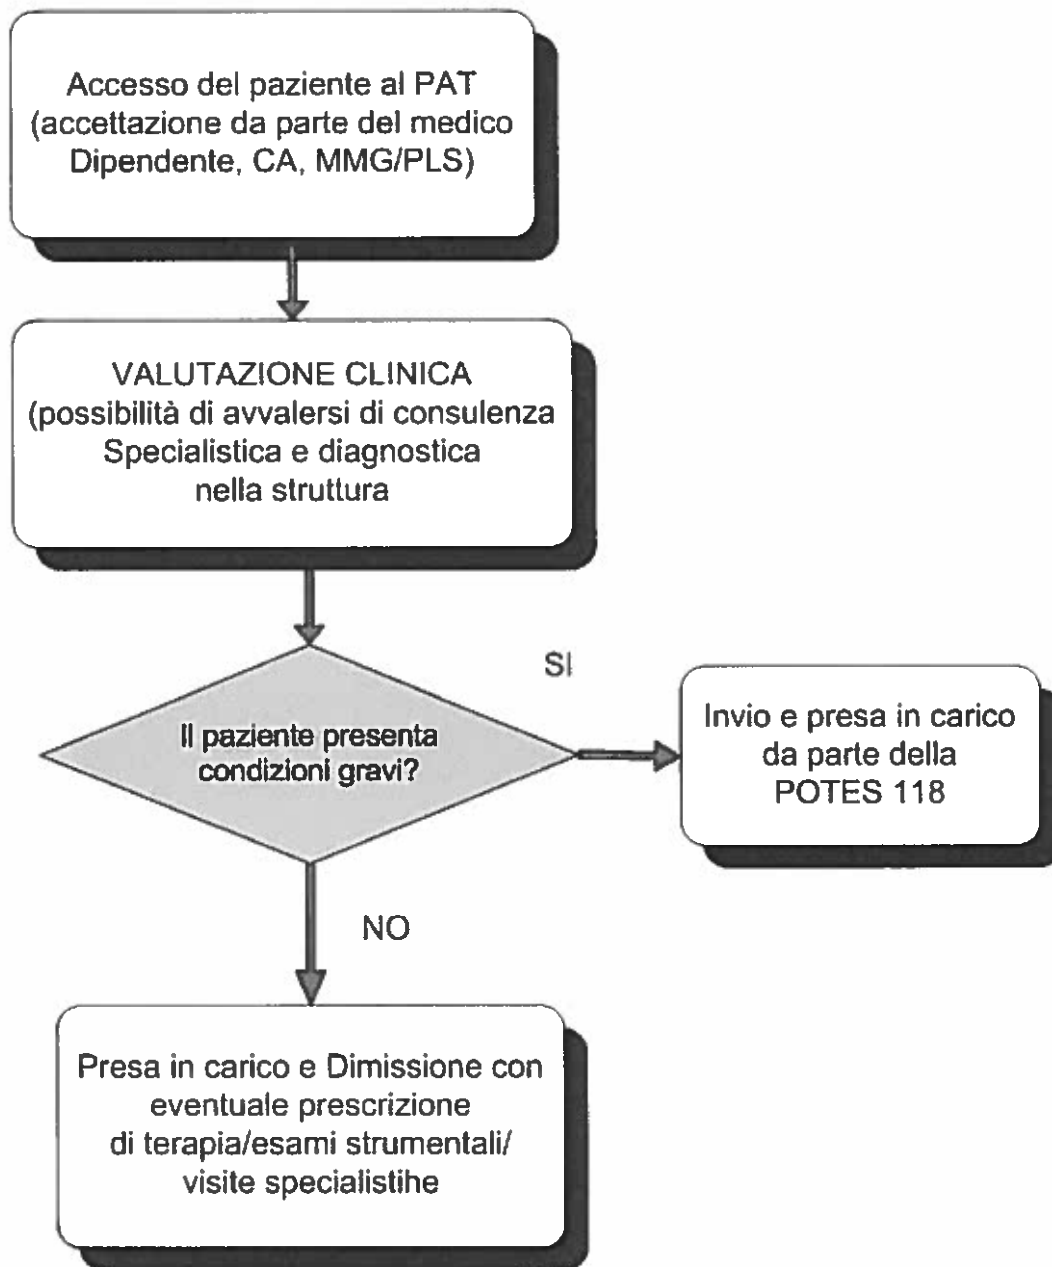 Accesso del paziente al PAT
(accettazione da parte del medico
Dipendente, CA, MMG/PLS)
VALUTAZIONE CLINICA
(possibilità di avvalersi di consulenza
Specialistica e diagnostica
nella struttura
Il paziente presenta
condizioni gravi?
SI
Invio e presa in carico
da parte della
POTES 118
NO
Presa in carico e Dimissione con
eventuale prescrizione
di terapia/esami strumentali/
visite specialistihe